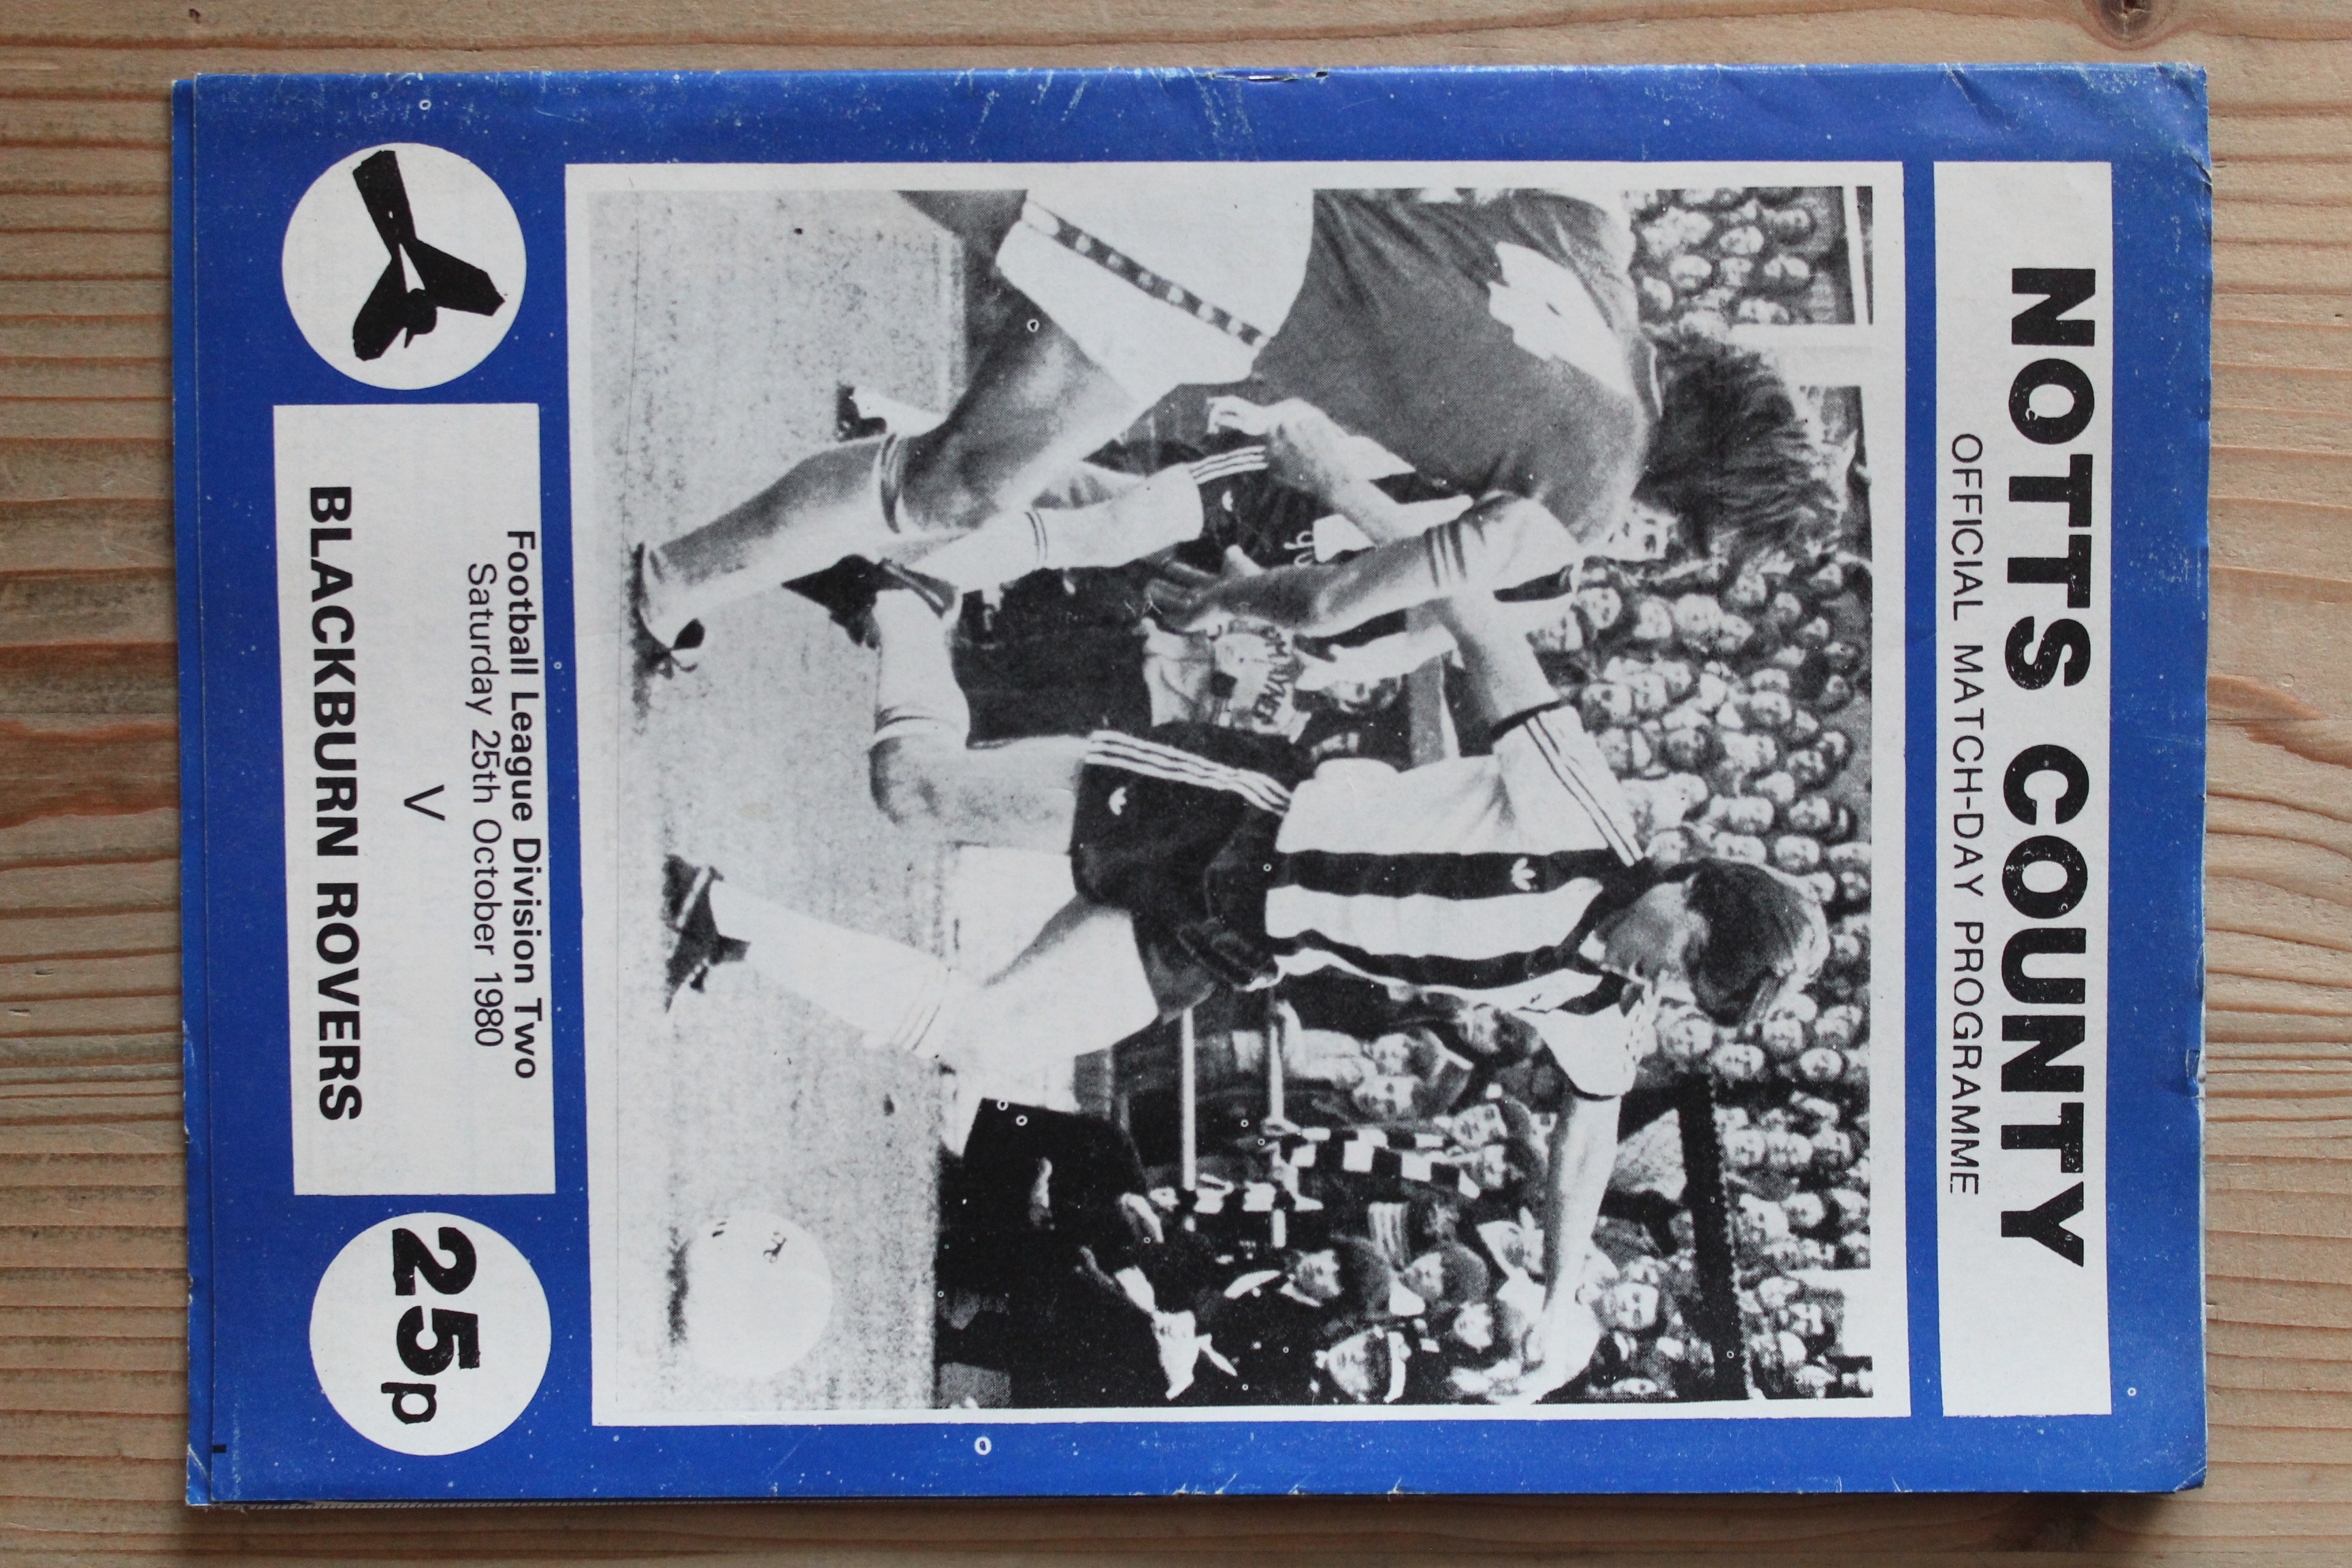 NOTTS COUNTY
OFFICIAL MATCH-DAY PROGRAMME
Football League Division Two
Saturday 25th October 1980
V
BLACKBURN ROVERS
25p